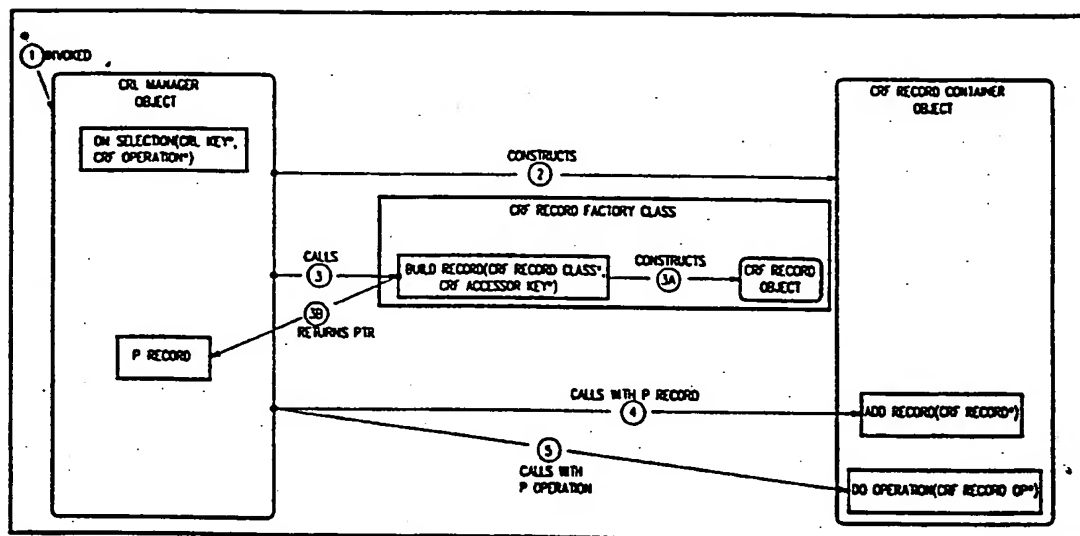 1 INVOKED
CRL MANAGER
OBJECT
ON SELECTION(CRL KEY*,
CRF OPERATION*)
CRF RECORD CONTAINER
OBJECT
CONSTRUCTS
2
CRF RECORD FACTORY CLASS
CALLS
3
BUILD RECORD(CRF RECORD CLASS*,
CRF ACCESSOR KEY*)
CONSTRUCTS
3A
CRF RECORD
OBJECT
3B
RETURNS PTR
P RECORD
CALLS WITH P RECORD
4
ADD RECORD(CRF RECORD*)
5
CALLS WITH
P OPERATION
DO OPERATION(CRF RECORD OP*)